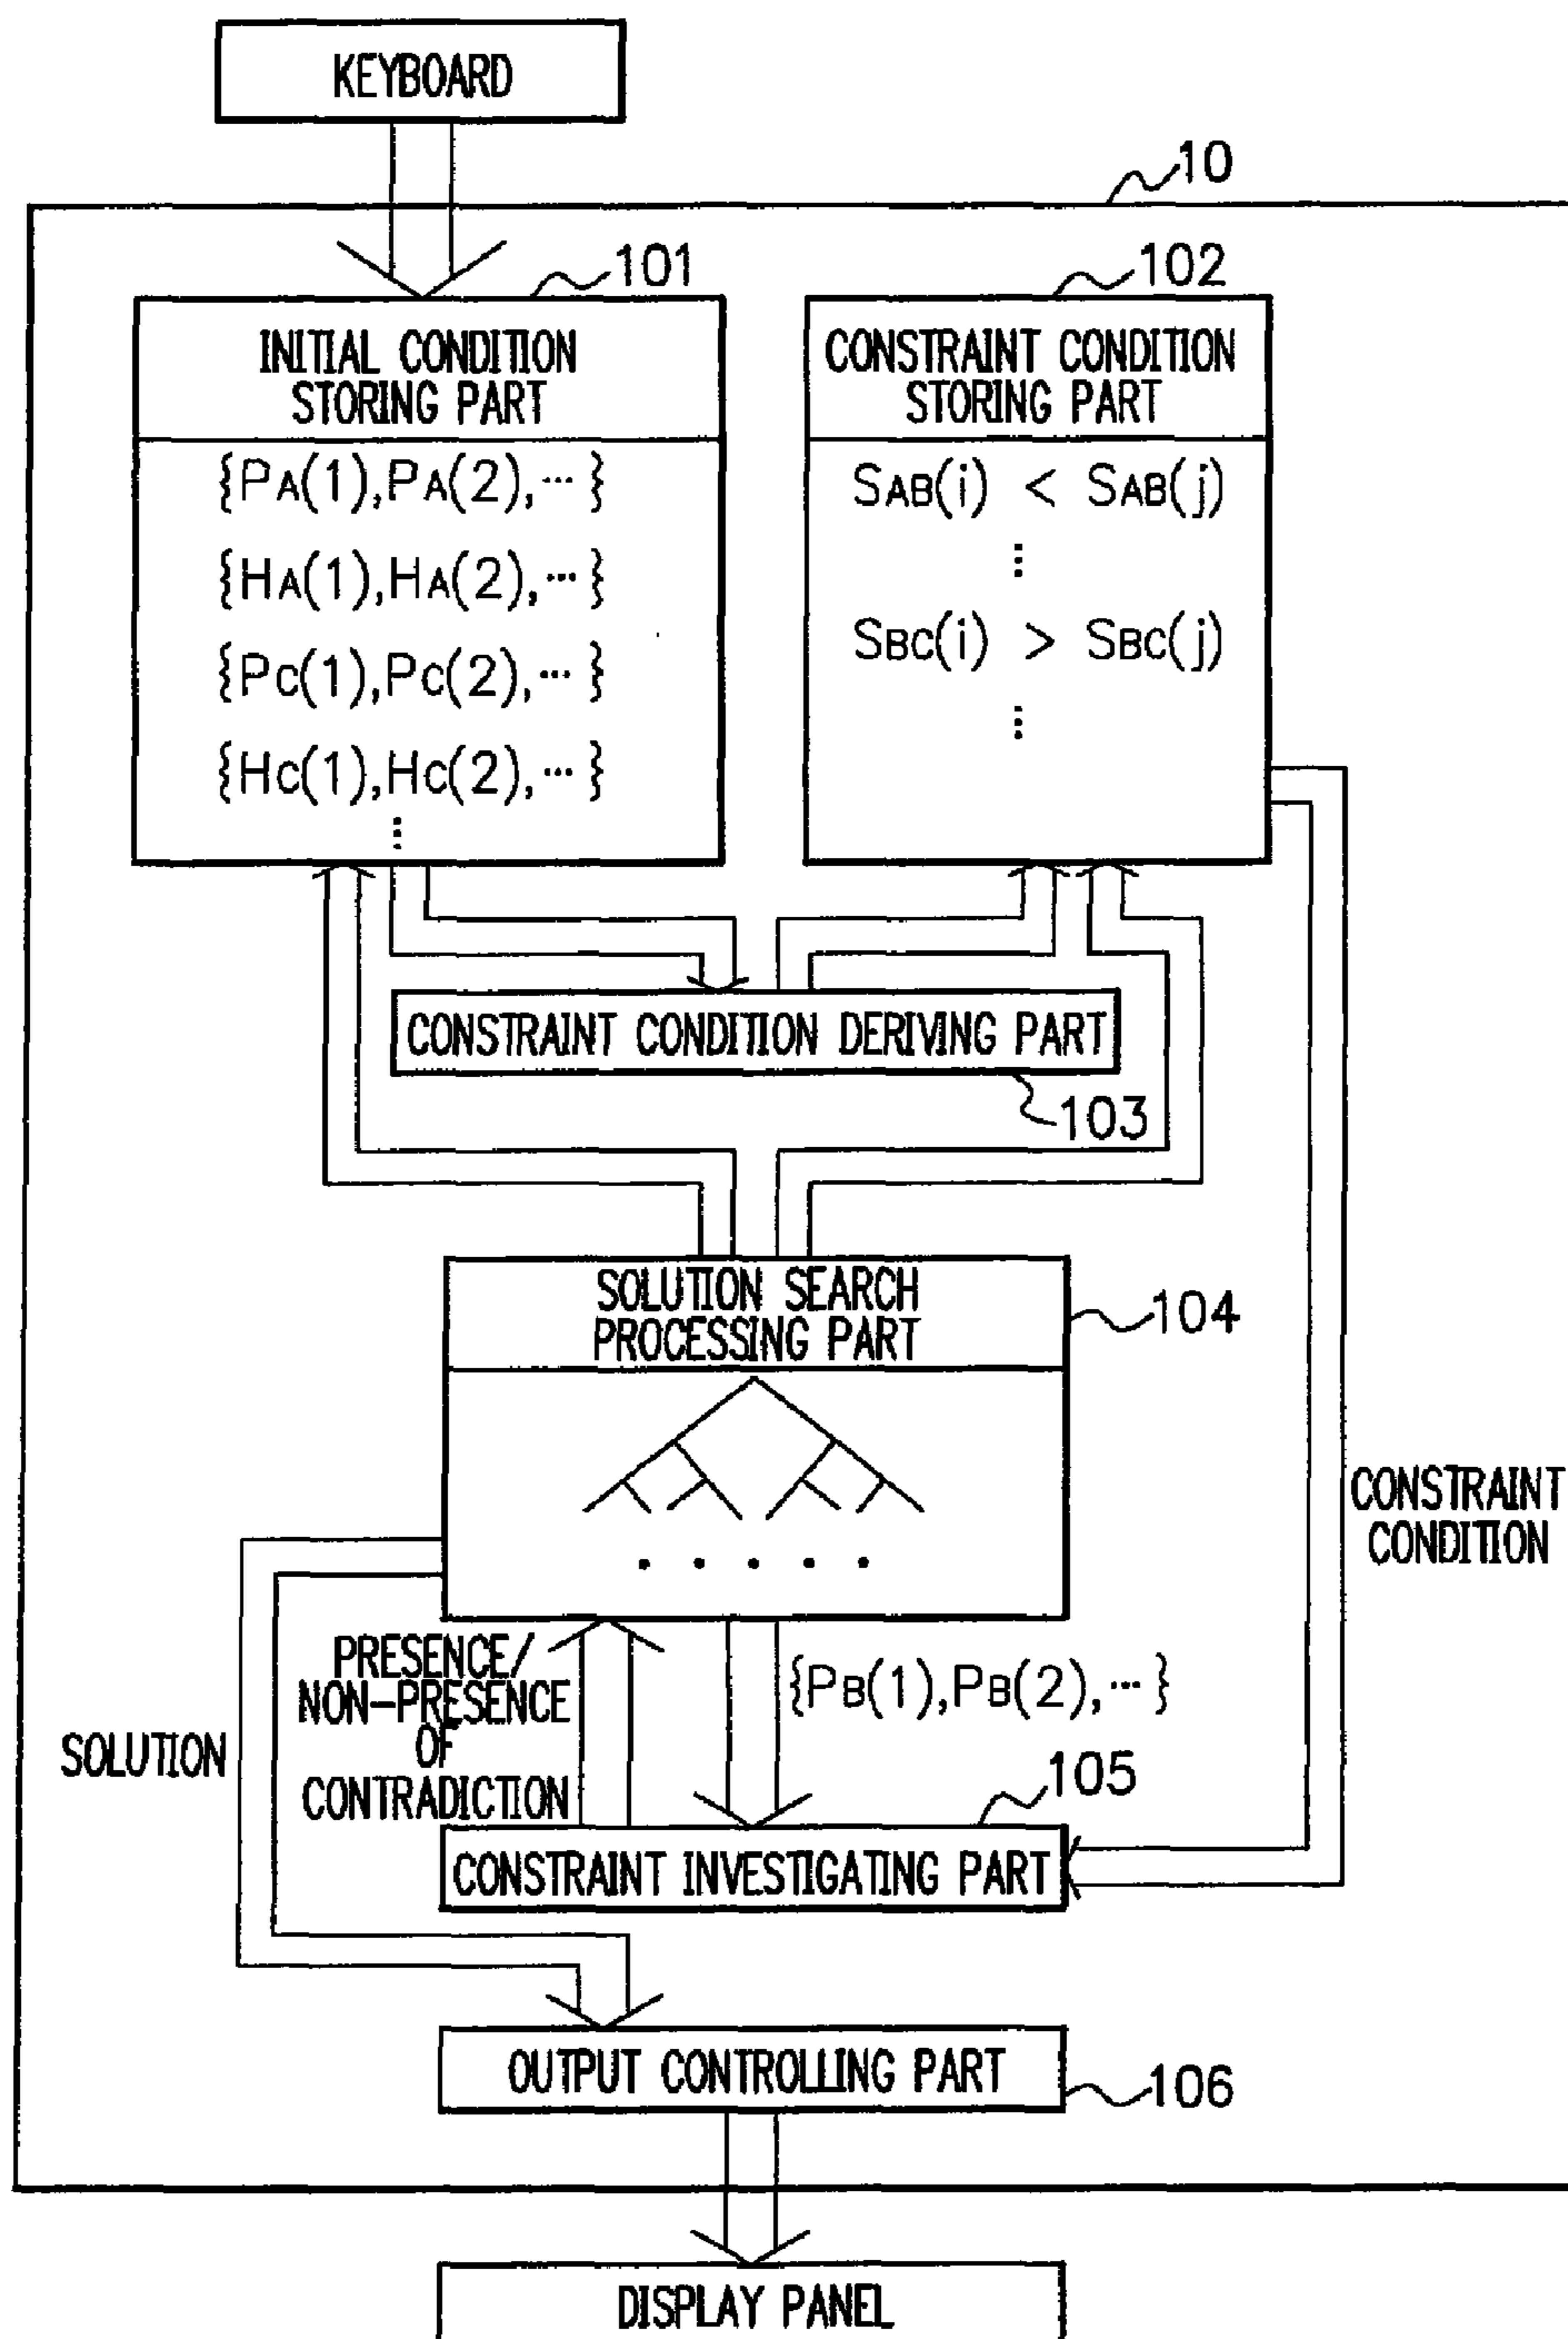 KEYBOARD
10
101
INITIAL CONDITION
STORING PART
{PA(1),PA(2),… }
{HA(1),HA(2),… }
{PC(1),PC(2),… }
{HC(1),HC(2),… }
⋮
102
CONSTRAINT CONDITION
STORING PART
SAB(i) < SAB(j)
⋮
SBC(i) > SBC(j)
⋮
CONSTRAINT CONDITION DERIVING PART
103
SOLUTION SEARCH
PROCESSING PART
104
. . . . .
CONSTRAINT
CONDITION
PRESENCE/
NON-PRESENCE
OF
CONTRADICTION
{PB(1),PB(2),… }
SOLUTION
105
CONSTRAINT INVESTIGATING PART
OUTPUT CONTROLLING PART
106
DISPLAY PANEL